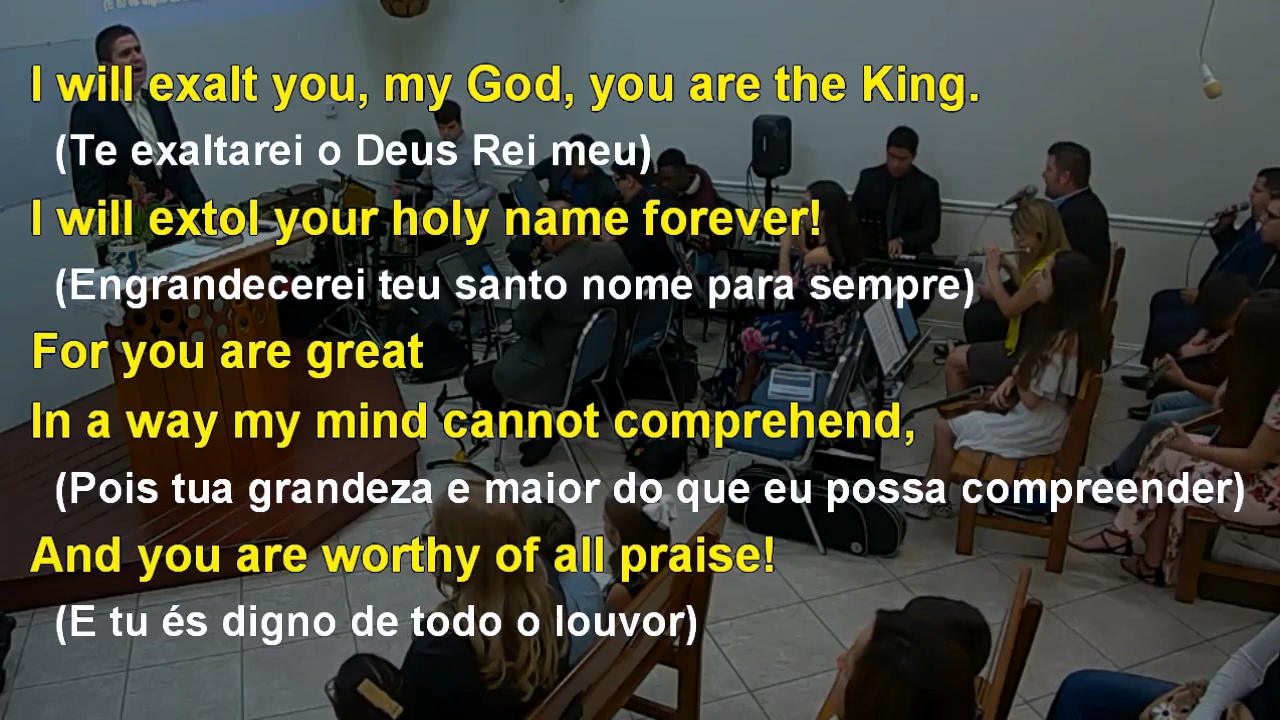 I will exalt you, my God, you are the King.
(Te exaltarei o Deus Rei meu)
I will extol your holy name forever!
(Engrandecerei teu santo nome para sempre)
For you are great
In a way my mind cannot comprehend,
(Pois tua grandeza e maior do que eu possa compreender)
And you are worthy of all praise!
(E tu és digno de todo o louvor)